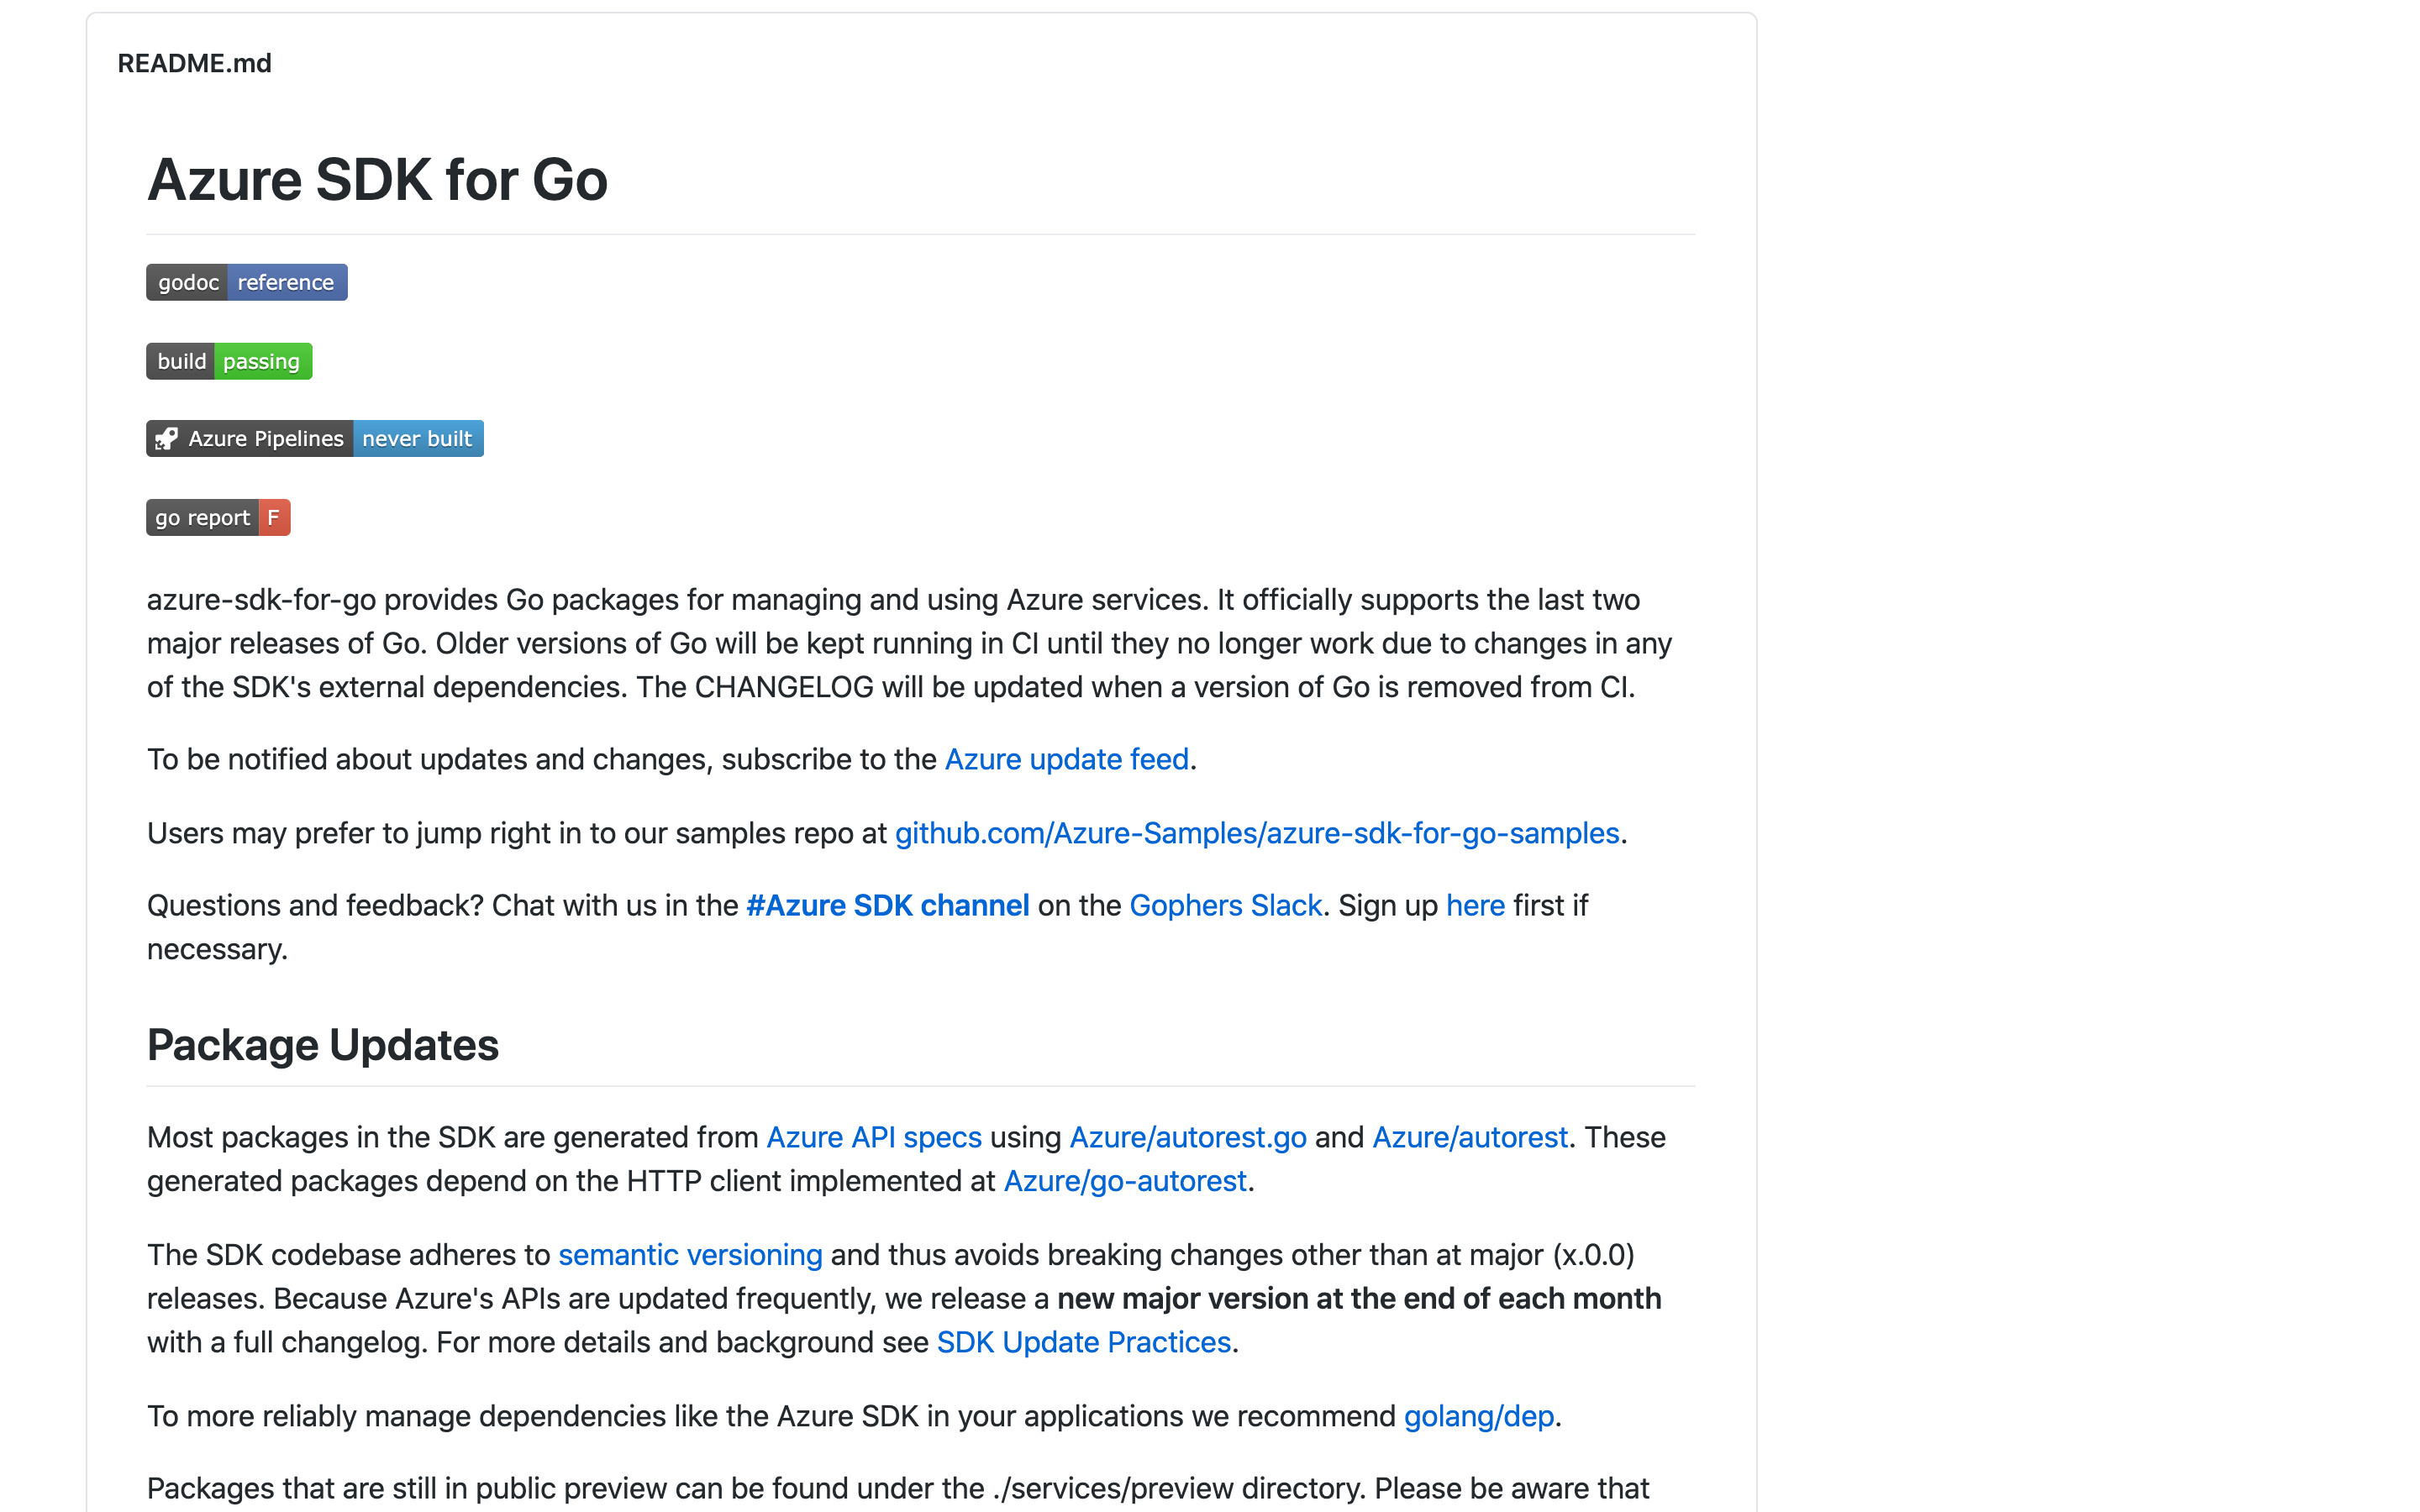 README.md
Azure SDK for Go
godoc reference
build passing
Azure Pipelines never built
go report F
azure-sdk-for-go provides Go packages for managing and using Azure services. It officially supports the last two
major releases of Go. Older versions of Go will be kept running in CI until they no longer work due to changes in any
of the SDK's external dependencies. The CHANGELOG will be updated when a version of Go is removed from CI.
To be notified about updates and changes, subscribe to the Azure update feed.
Users may prefer to jump right in to our samples repo at github.com/Azure-Samples/azure-sdk-for-go-samples.
Questions and feedback? Chat with us in the #Azure SDK channel on the Gophers Slack. Sign up here first if
necessary.
Package Updates
Most packages in the SDK are generated from Azure API specs using Azure/autorest.go and Azure/autorest. These
generated packages depend on the HTTP client implemented at Azure/go-autorest.
The SDK codebase adheres to semantic versioning and thus avoids breaking changes other than at major (x.0.0)
releases. Because Azure's APIs are updated frequently, we release a new major version at the end of each month
with a full changelog. For more details and background see SDK Update Practices.
To more reliably manage dependencies like the Azure SDK in your applications we recommend golang/dep.
Packages that are still in public preview can be found under the ./services/preview directory. Please be aware that